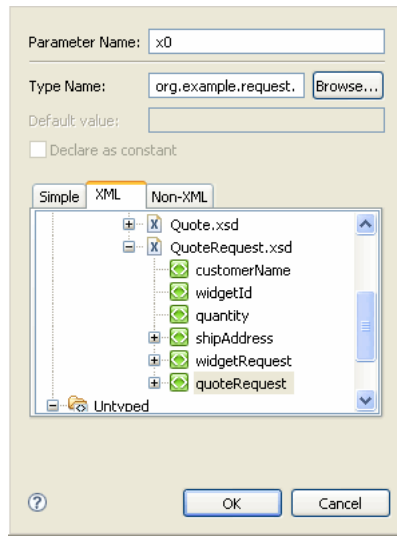 Parameter Name: x0
Type Name: org.example.request. Browse...
Default value:
Declare as constant
Simple XML Non-XML
Quote.xsd
QuoteRequest.xsd
customerName
widgetId
quantity
shipAddress
widgetRequest
quoteRequest
Untyped
? OK Cancel